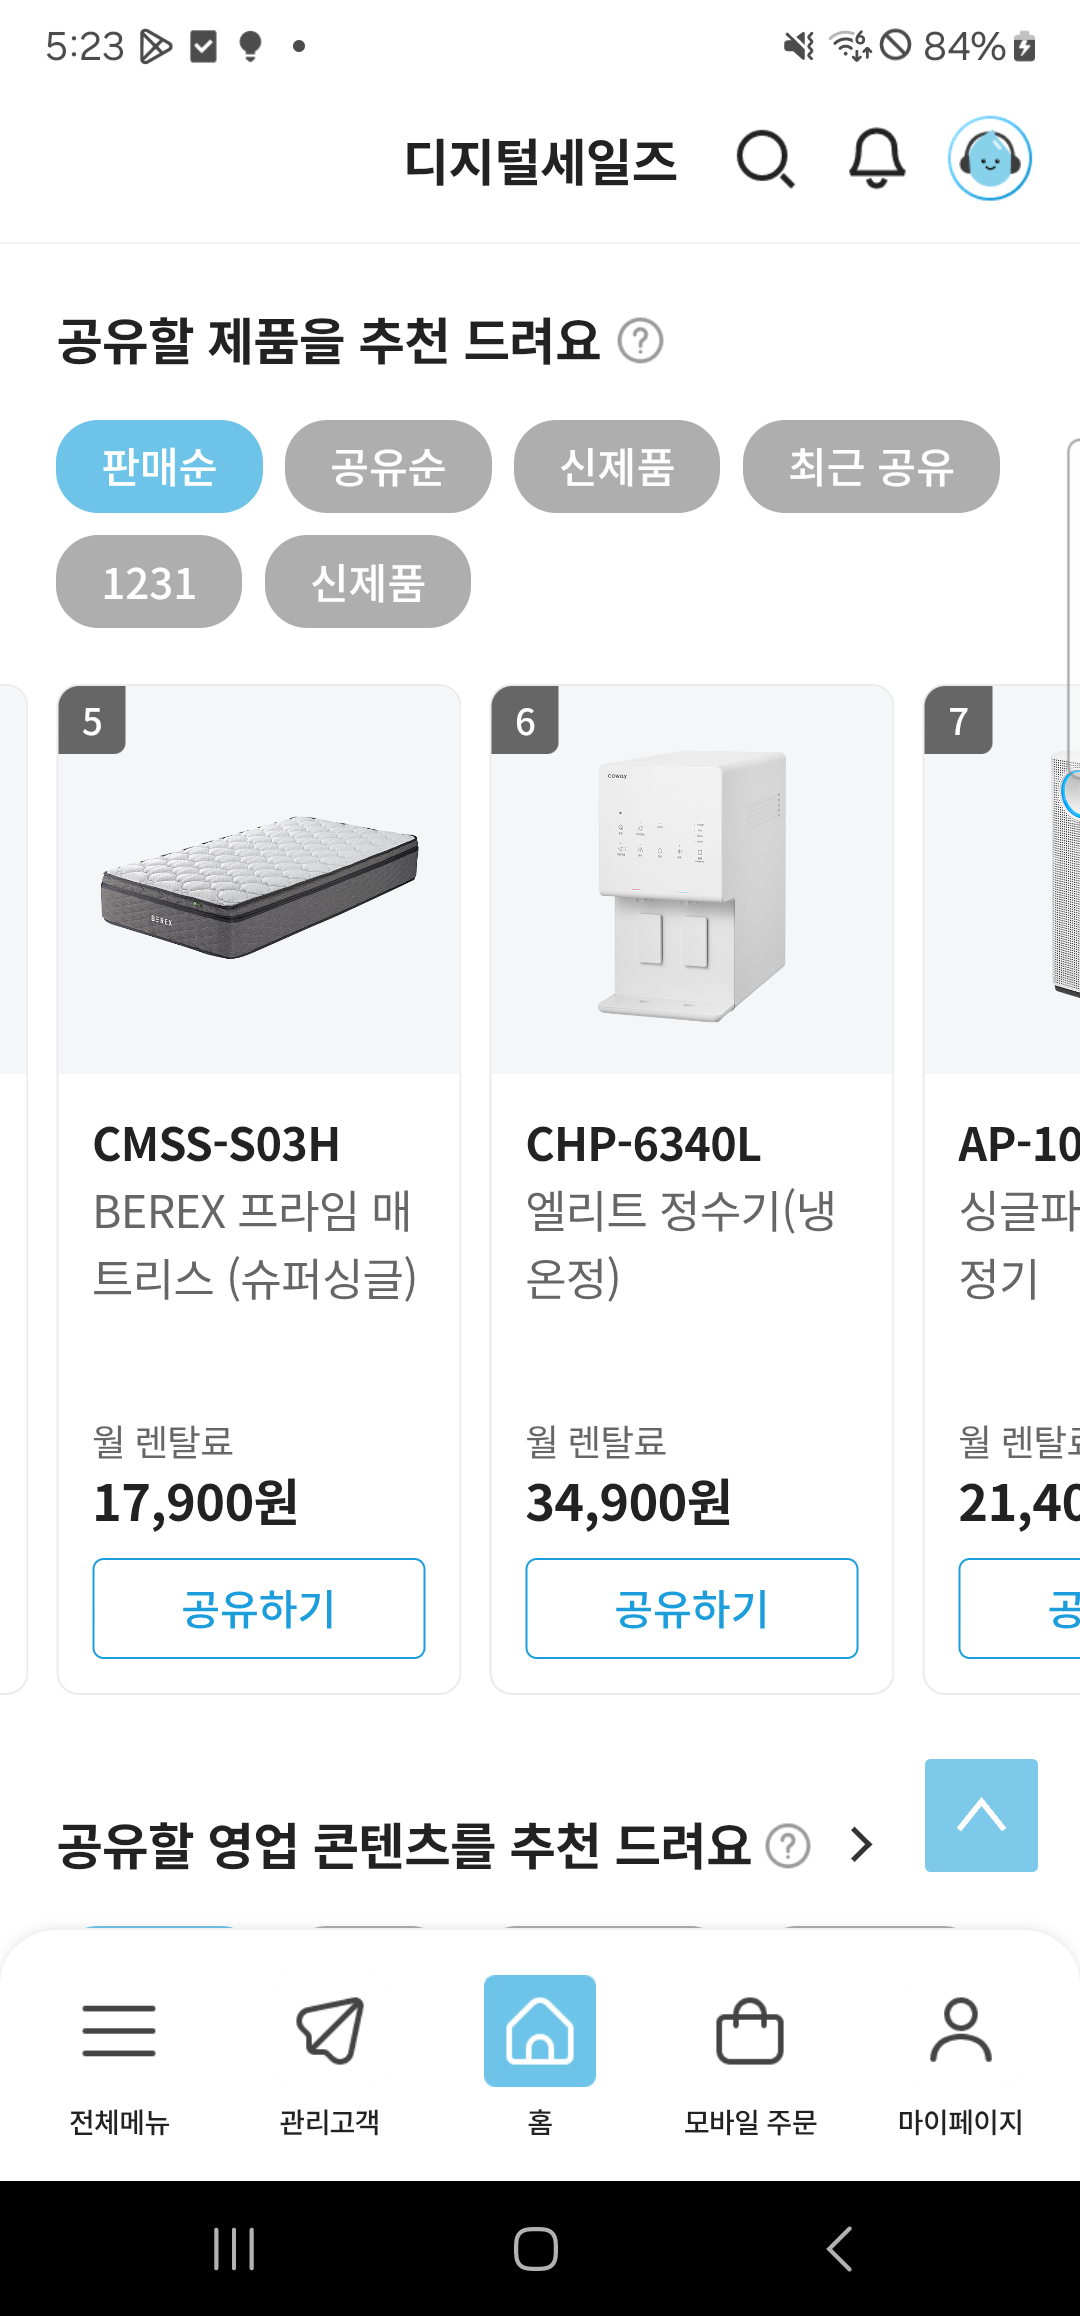 5:23
84%
디지털세일즈
공유할 제품을 추천 드려요 ?
판매순 공유순 신제품 최근 공유
1231 신제품
5
BEREX
CMSS-S03H
BEREX 프라임 매
트리스 (슈퍼싱글)
월 렌탈료
17,900원
공유하기
6
coway
CHP-6340L
엘리트 정수기(냉
온정)
월 렌탈료
34,900원
공유하기
7
AP-10
싱글파
정기
월 렌탈료
21,40
공
공유할 영업 콘텐츠를 추천 드려요 ?
전체메뉴 관리고객 홈 모바일 주문 마이페이지